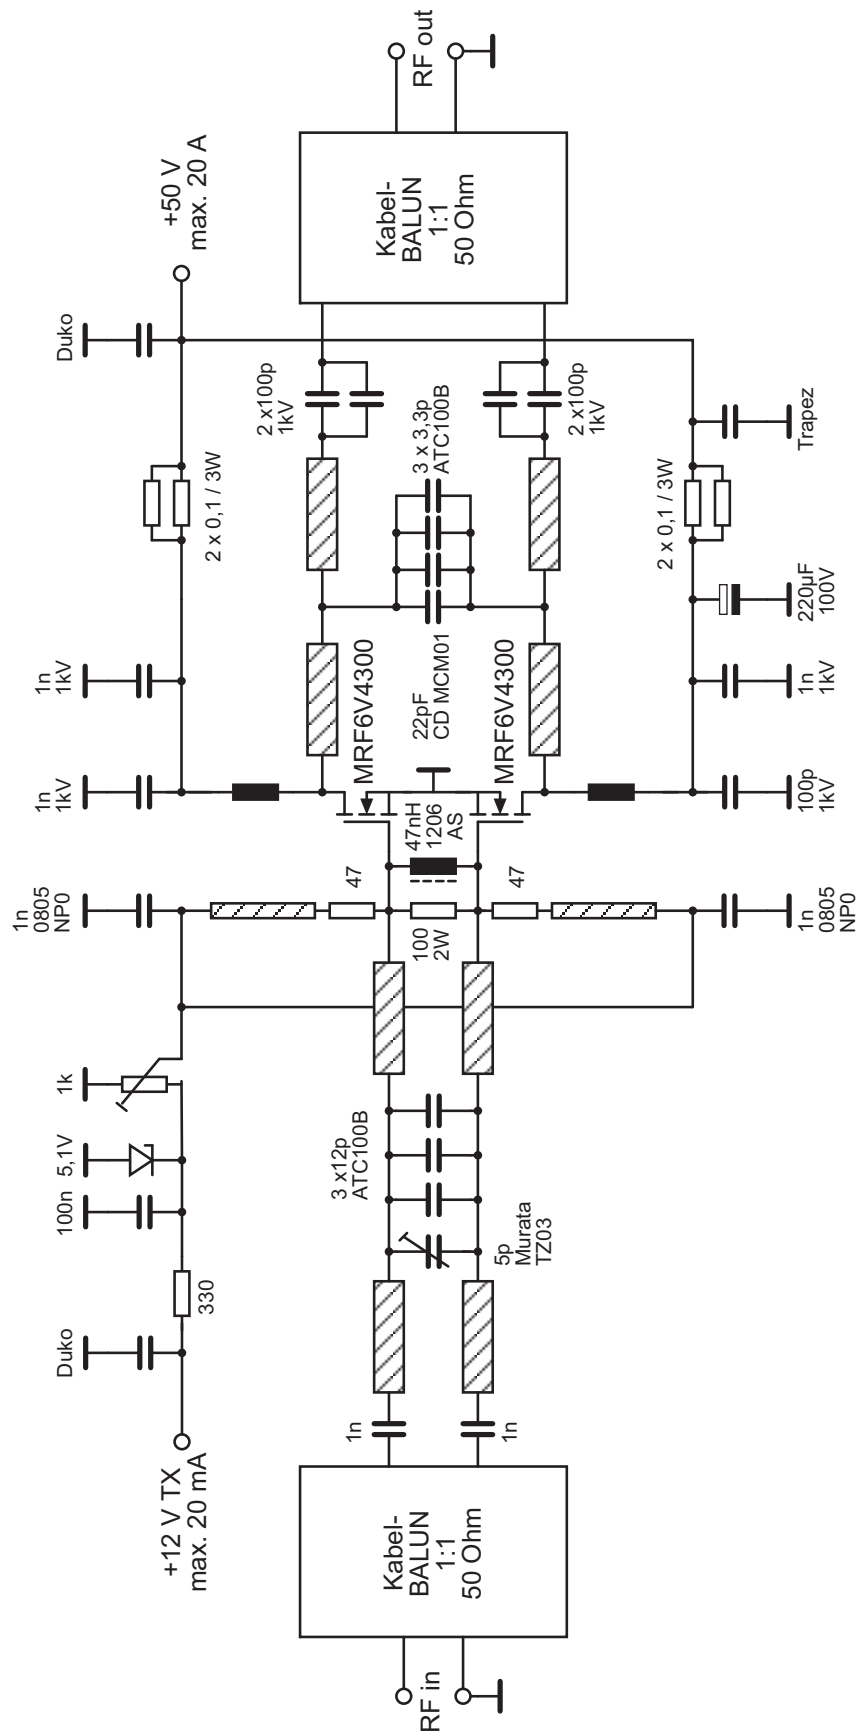 RF out
+50 V
max. 20 A
Kabel-
BALUN
1:1
50 Ohm
Duko
2 x100p
1kV
2 x100p
1kV
3 x 3,3p
ATC100B
Trapez
2 x 0,1 / 3W
2 x 0,1 / 3W
220µF
100V
1n
1kV
1n
1kV
22pF
CD MCM01
MRF6V4300
MRF6V4300
1n
1kV
100p
1kV
47nH
1206
AS
47
47
1n
0805
NP0
100
2W
1n
0805
NP0
1k
5,1V
100n
3 x12p
ATC100B
5p
Murata
TZ03
330
Duko
1n
1n
+12 V TX
max. 20 mA
Kabel-
BALUN
1:1
50 Ohm
RF in